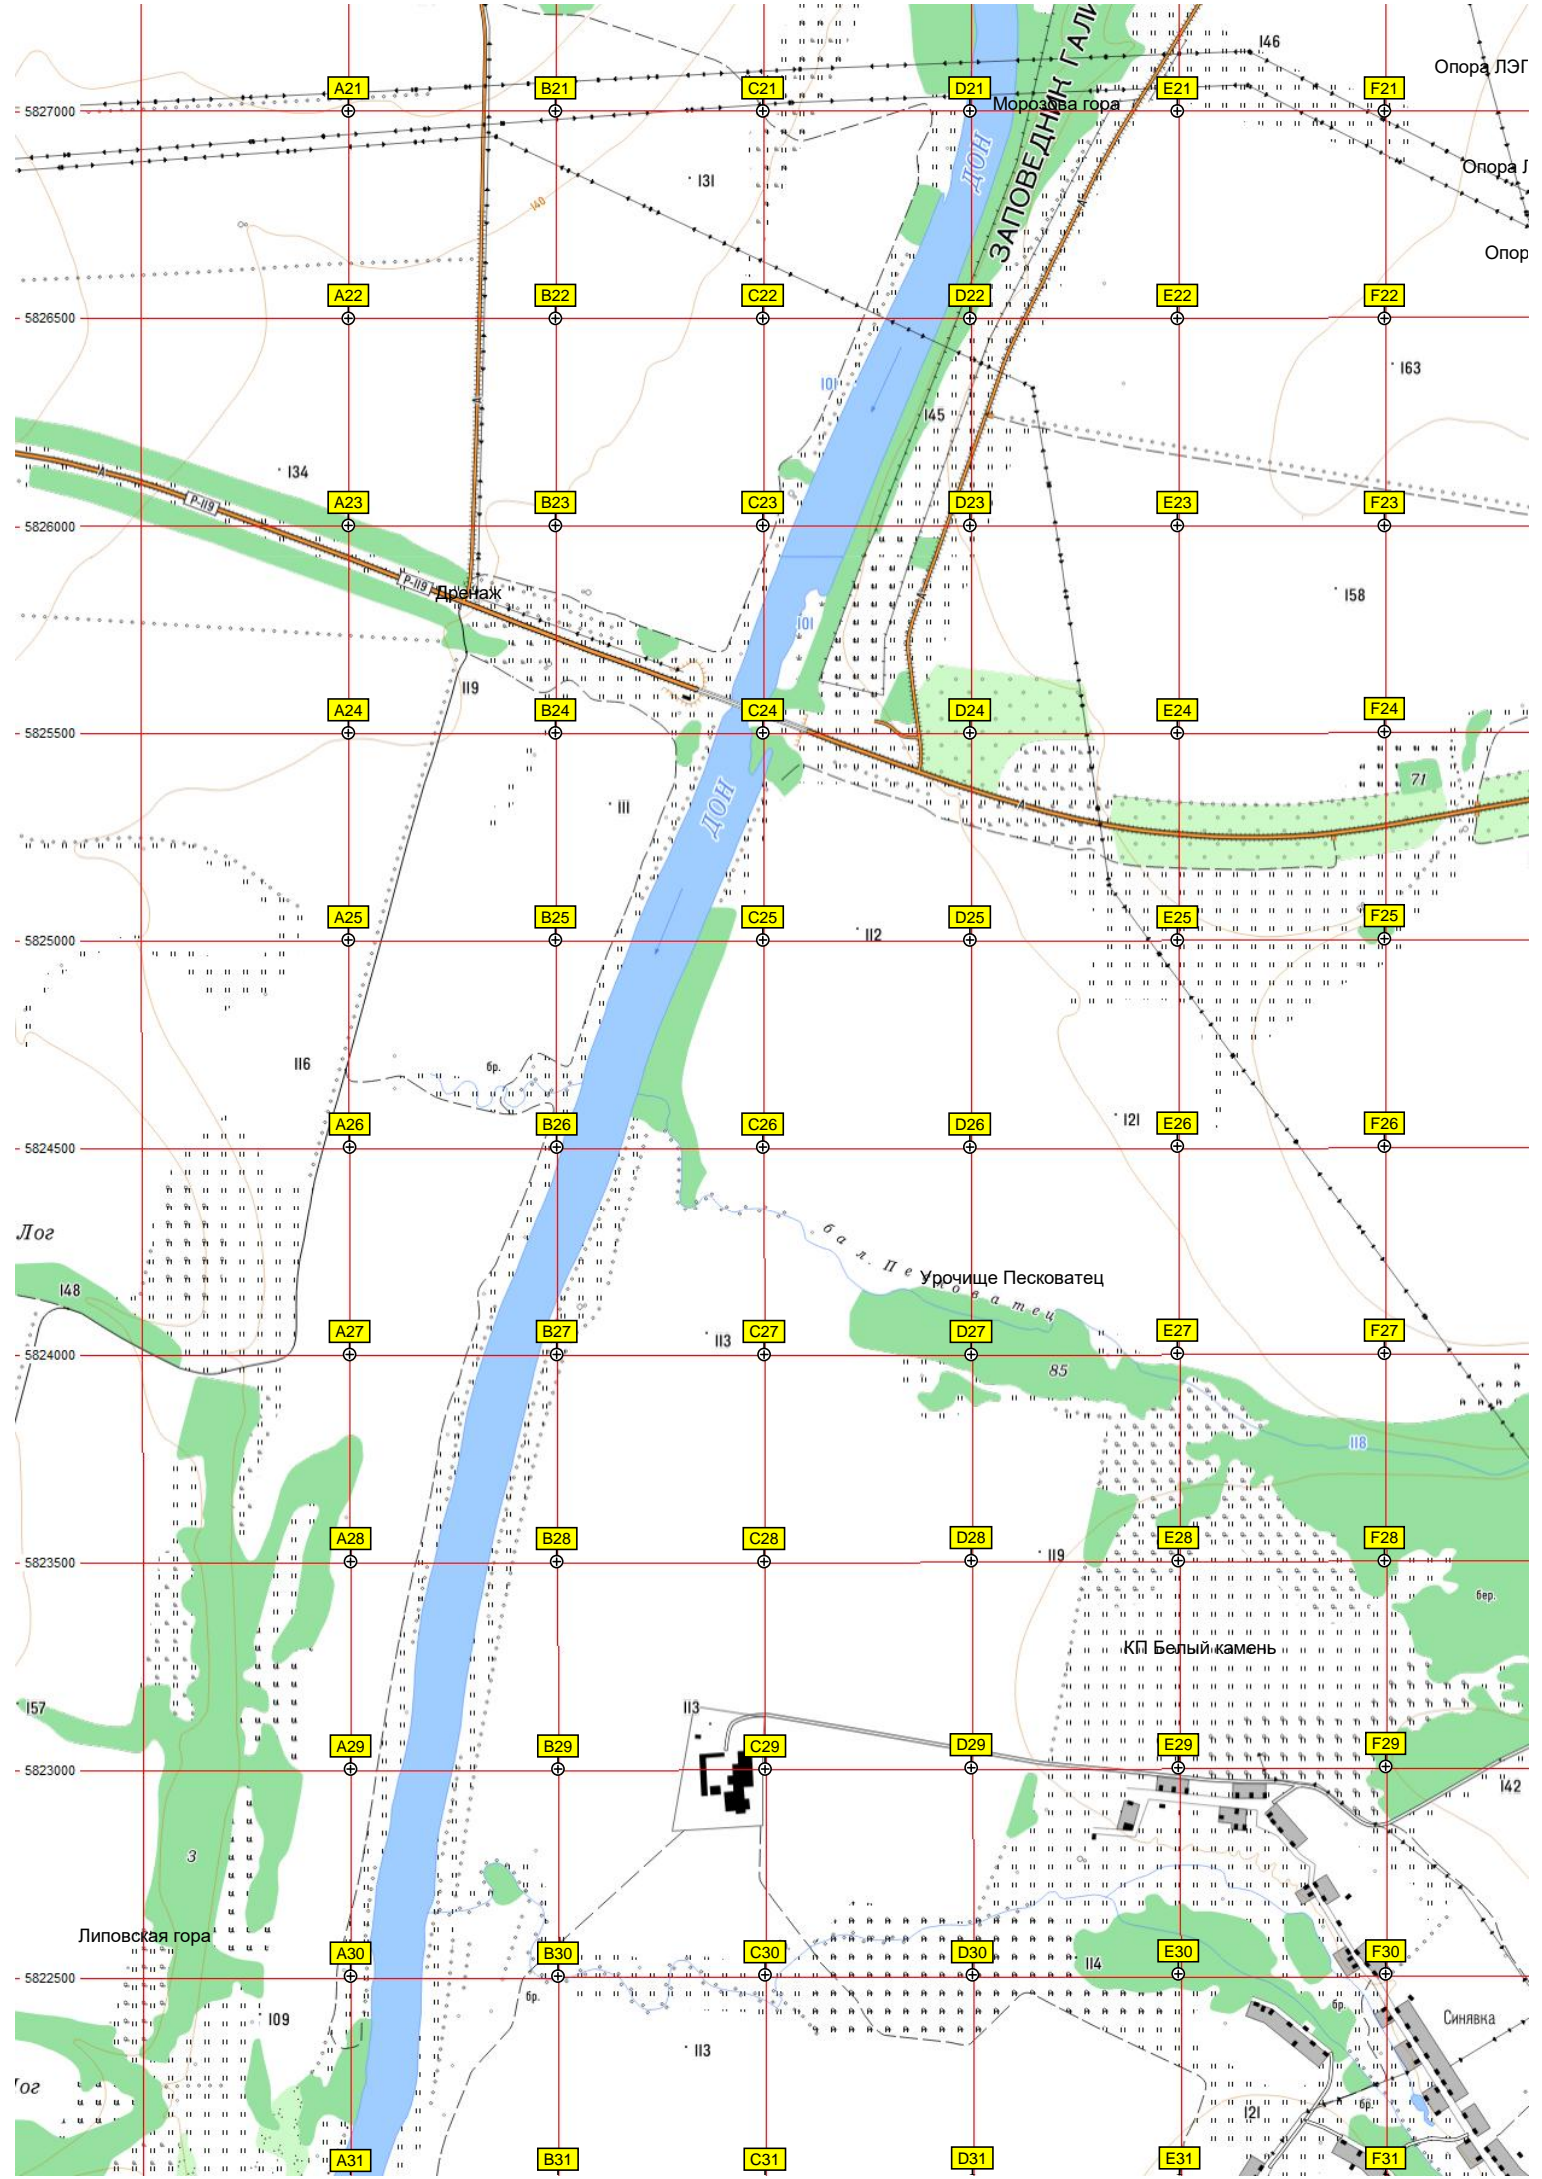 146
Опора ЛЭГ
A21
B21
C21
D21
E21
F21
Морозова гора
5827000
ЗАПОВЕДНИК ГАЛИ
ДОН
131
140
Опора Л
A
Опор
A22
B22
C22
D22
E22
F22
5826500
163
101
145
A
134
A
P-119
A23
B23
C23
D23
E23
F23
5826000
P-119
Дренаж
A
158
101
119
A24
B24
C24
D24
E24
F24
5825500
71
111
ДОН
A25
B25
C25
D25
E25
F25
5825000
112
116
бр.
A26
B26
C26
D26
E26
F26
121
5824500
Лог
бал. Песковатец
Урочище Песковатец
148
A27
B27
C27
D27
E27
F27
113
5824000
85
118
A28
B28
C28
D28
E28
F28
119
5823500
бер.
КП Белый камень
157
113
A29
B29
C29
D29
E29
F29
5823000
142
3
Липовская гора
A30
B30
C30
D30
E30
F30
114
5822500
бр.
бр.
109
Синявка
113
ог
121
бр.
A31
B31
C31
D31
E31
F31